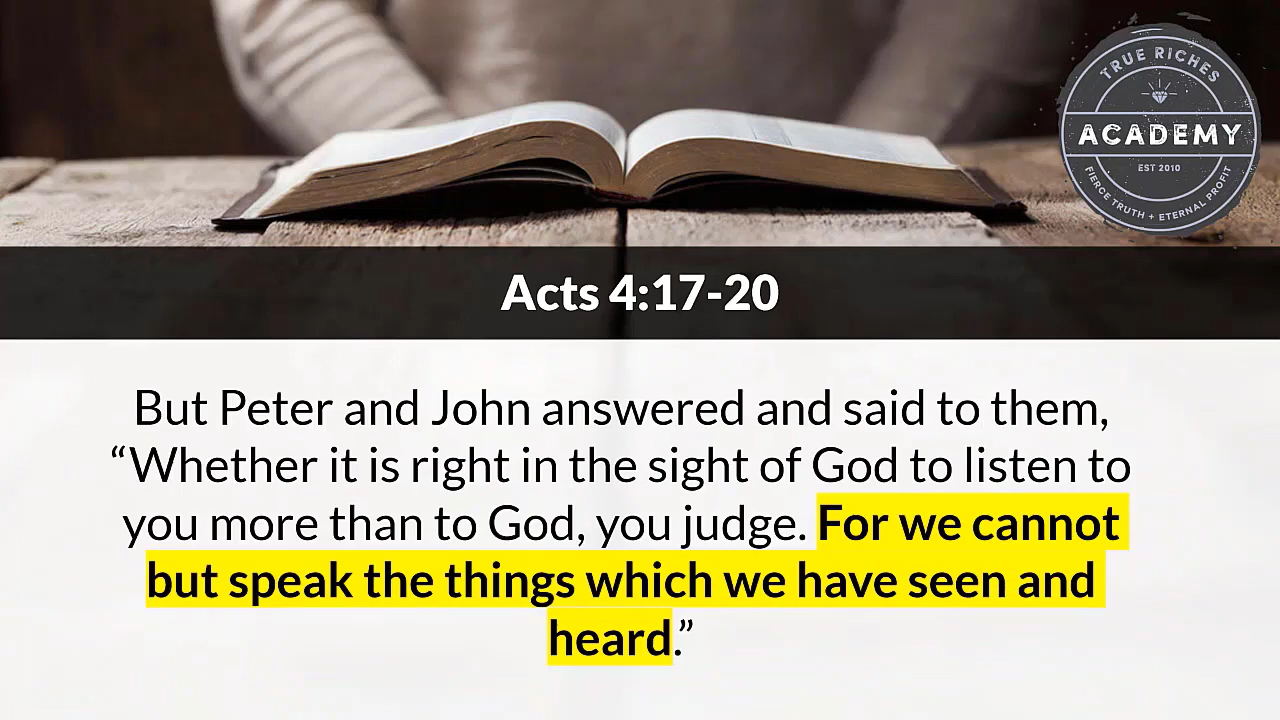 TRUE RICHES
ACADEMY
EST 2010
FIERCE TRUTH + ETERNAL PROFIT
Acts 4:17-20
But Peter and John answered and said to them,
“Whether it is right in the sight of God to listen to
you more than to God, you judge. For we cannot
but speak the things which we have seen and
heard.”